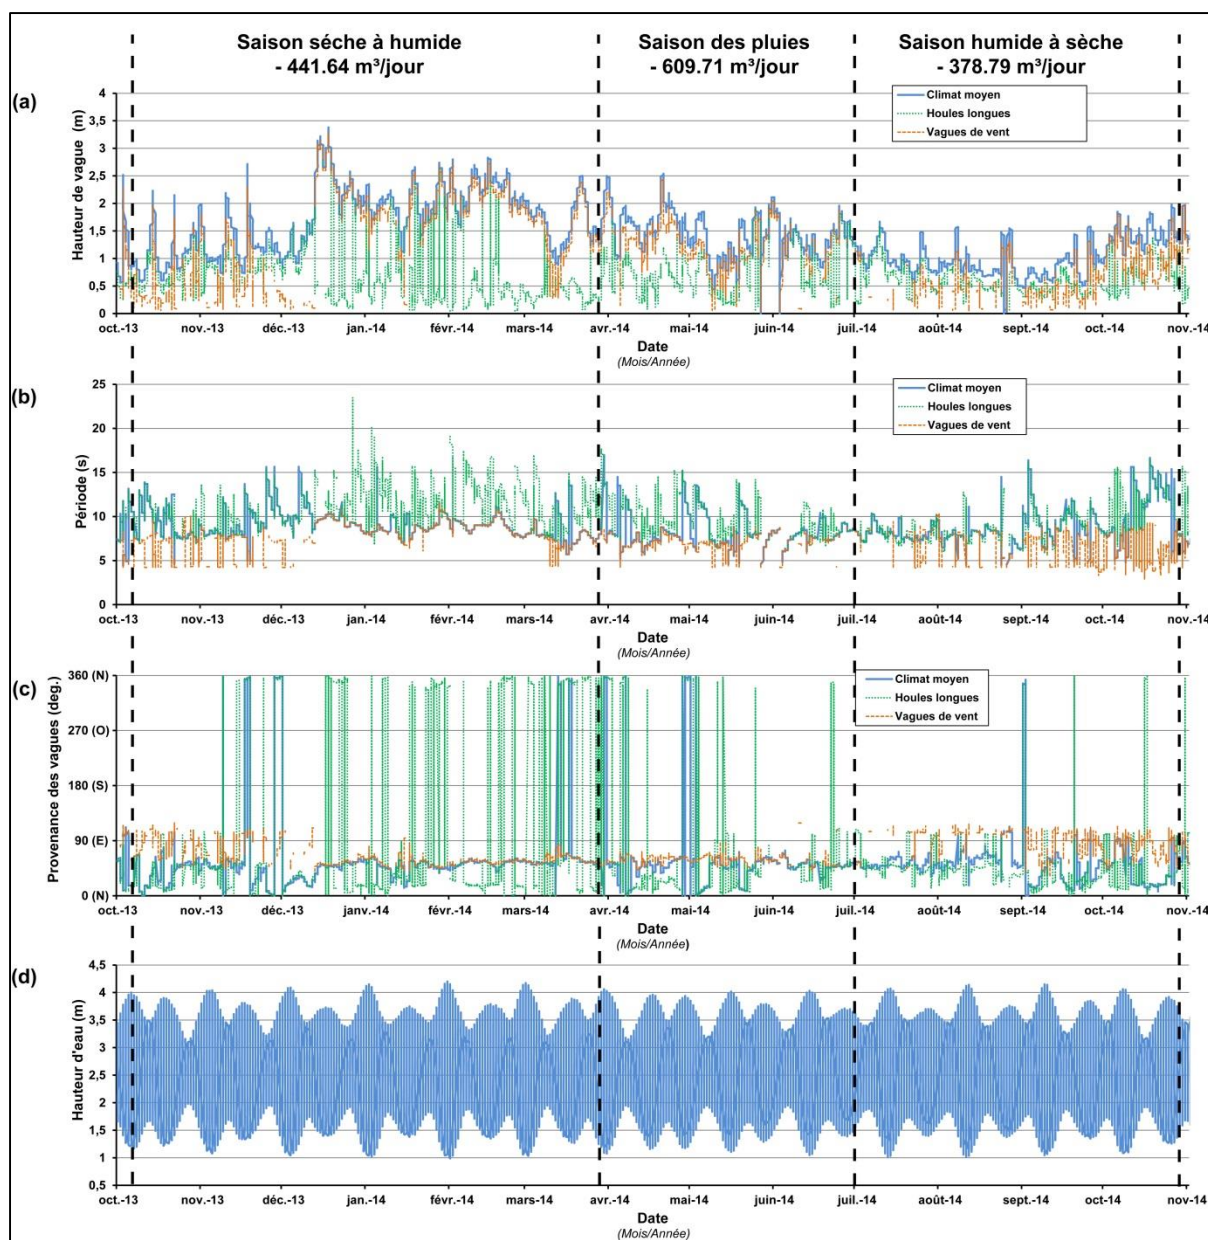 Saison séche à humide
- 441.64 m³/jour
Saison des pluies
- 609.71 m³/jour
Saison humide à sèche
- 378.79 m³/jour
(a)
Hauteur de vague (m)
4
3,5
3
2,5
2
1,5
1
0,5
0
Climat moyen
Houles longues
Vagues de vent
oct.-13 nov.-13 déc.-13 jan.-14 févr.-14 mars-14 avr.-14 mai-14 juin-14 juil.-14 août-14 sept.-14 oct.-14 nov.-14
Date
(Mois/Année)
(b)
Période (s)
25
20
15
10
5
0
Climat moyen
Houles longues
Vagues de vent
oct.-13 nov.-13 déc.-13 jan.-14 févr.-14 mars-14 avr.-14 mai-14 juin-14 juil.-14 août-14 sept.-14 oct.-14 nov.-14
Date
(Mois/Année)
(c)
Provenance des vagues (deg.)
360 (N)
270 (O)
180 (S)
90 (E)
0 (N)
Climat moyen
Houles longues
Vagues de vent
oct.-13 nov.-13 déc.-13 janv.-14 févr.-14 mars-14 avr.-14 mai-14 juin-14 juil.-14 août-14 sept.-14 oct.-14 nov.-14
Date
(Mois/Année)
(d)
Hauteur d'eau (m)
4,5
4
3,5
3
2,5
2
1,5
1
0,5
oct.-13 nov.-13 déc.-13 jan.-14 févr.-14 mars-14 avr.-14 mai-14 juin-14 juil.-14 août-14 sept.-14 oct.-14 nov.-14
Date
(Mois/Année)